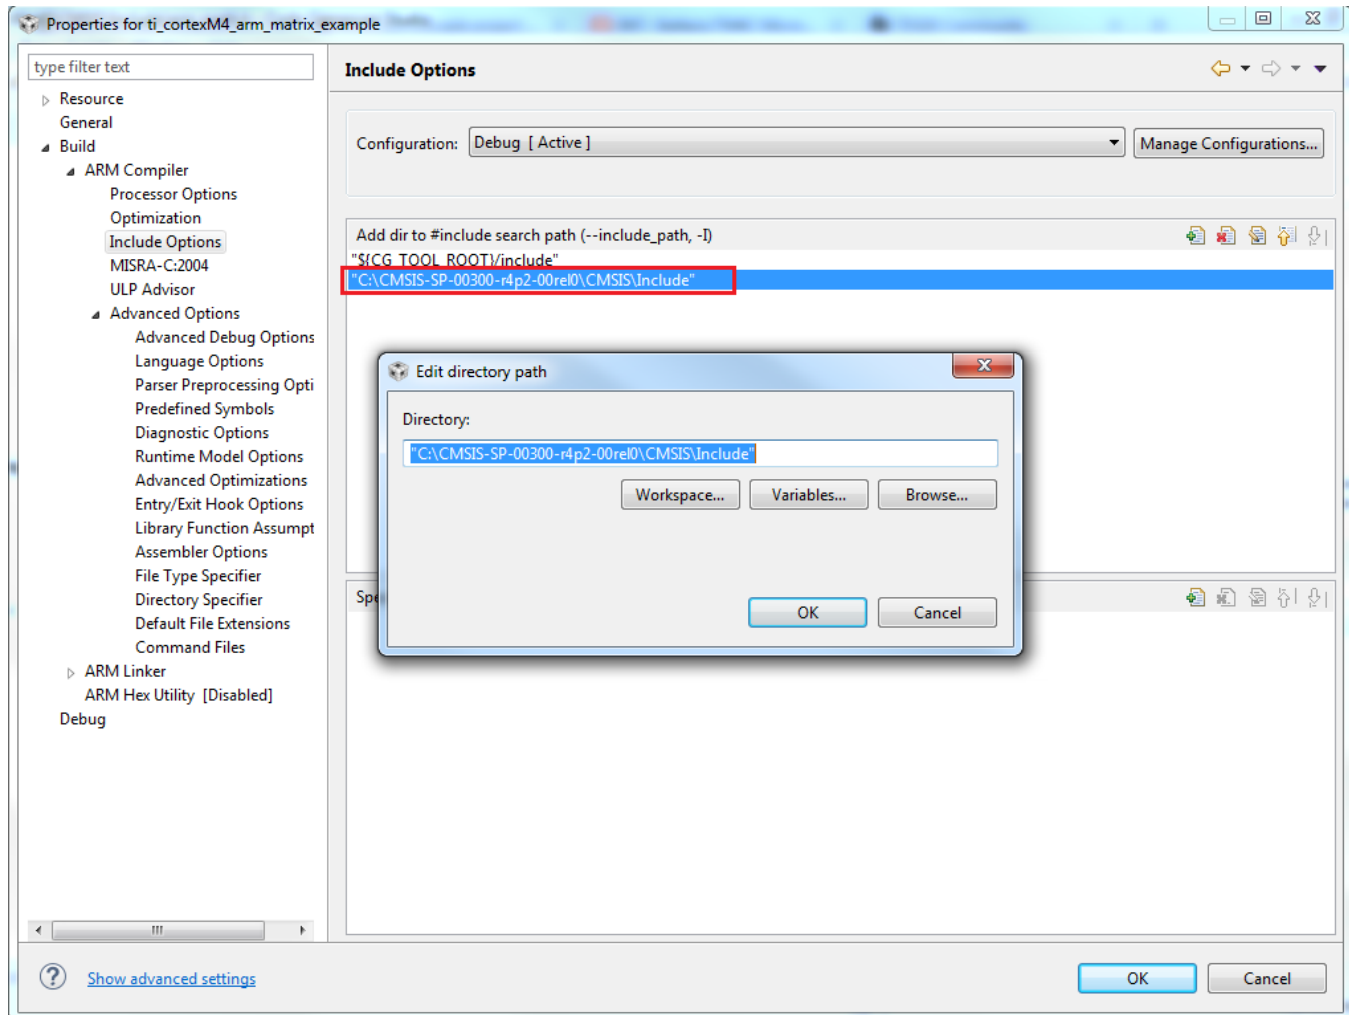 Properties for ti_cortexM4_arm_matrix_example
type filter text
Resource
General
Build
ARM Compiler
Processor Options
Optimization
Include Options
MISRA-C:2004
ULP Advisor
Advanced Options
Advanced Debug Options
Language Options
Parser Preprocessing Opti
Predefined Symbols
Diagnostic Options
Runtime Model Options
Advanced Optimizations
Entry/Exit Hook Options
Library Function Assumpt
Assembler Options
File Type Specifier
Directory Specifier
Default File Extensions
Command Files
ARM Linker
ARM Hex Utility [Disabled]
Debug
Include Options
Configuration:
Debug [ Active ]
Manage Configurations...
Add dir to #include search path (--include_path, -I)
"${CG_TOOL_ROOT}/include"
"C:\CMSIS-SP-00300-r4p2-00rel0\CMSIS\Include"
Edit directory path
Directory:
"C:\CMSIS-SP-00300-r4p2-00rel0\CMSIS\Include"
Workspace...
Variables...
Browse...
OK
Cancel
Spe
Show advanced settings
OK
Cancel